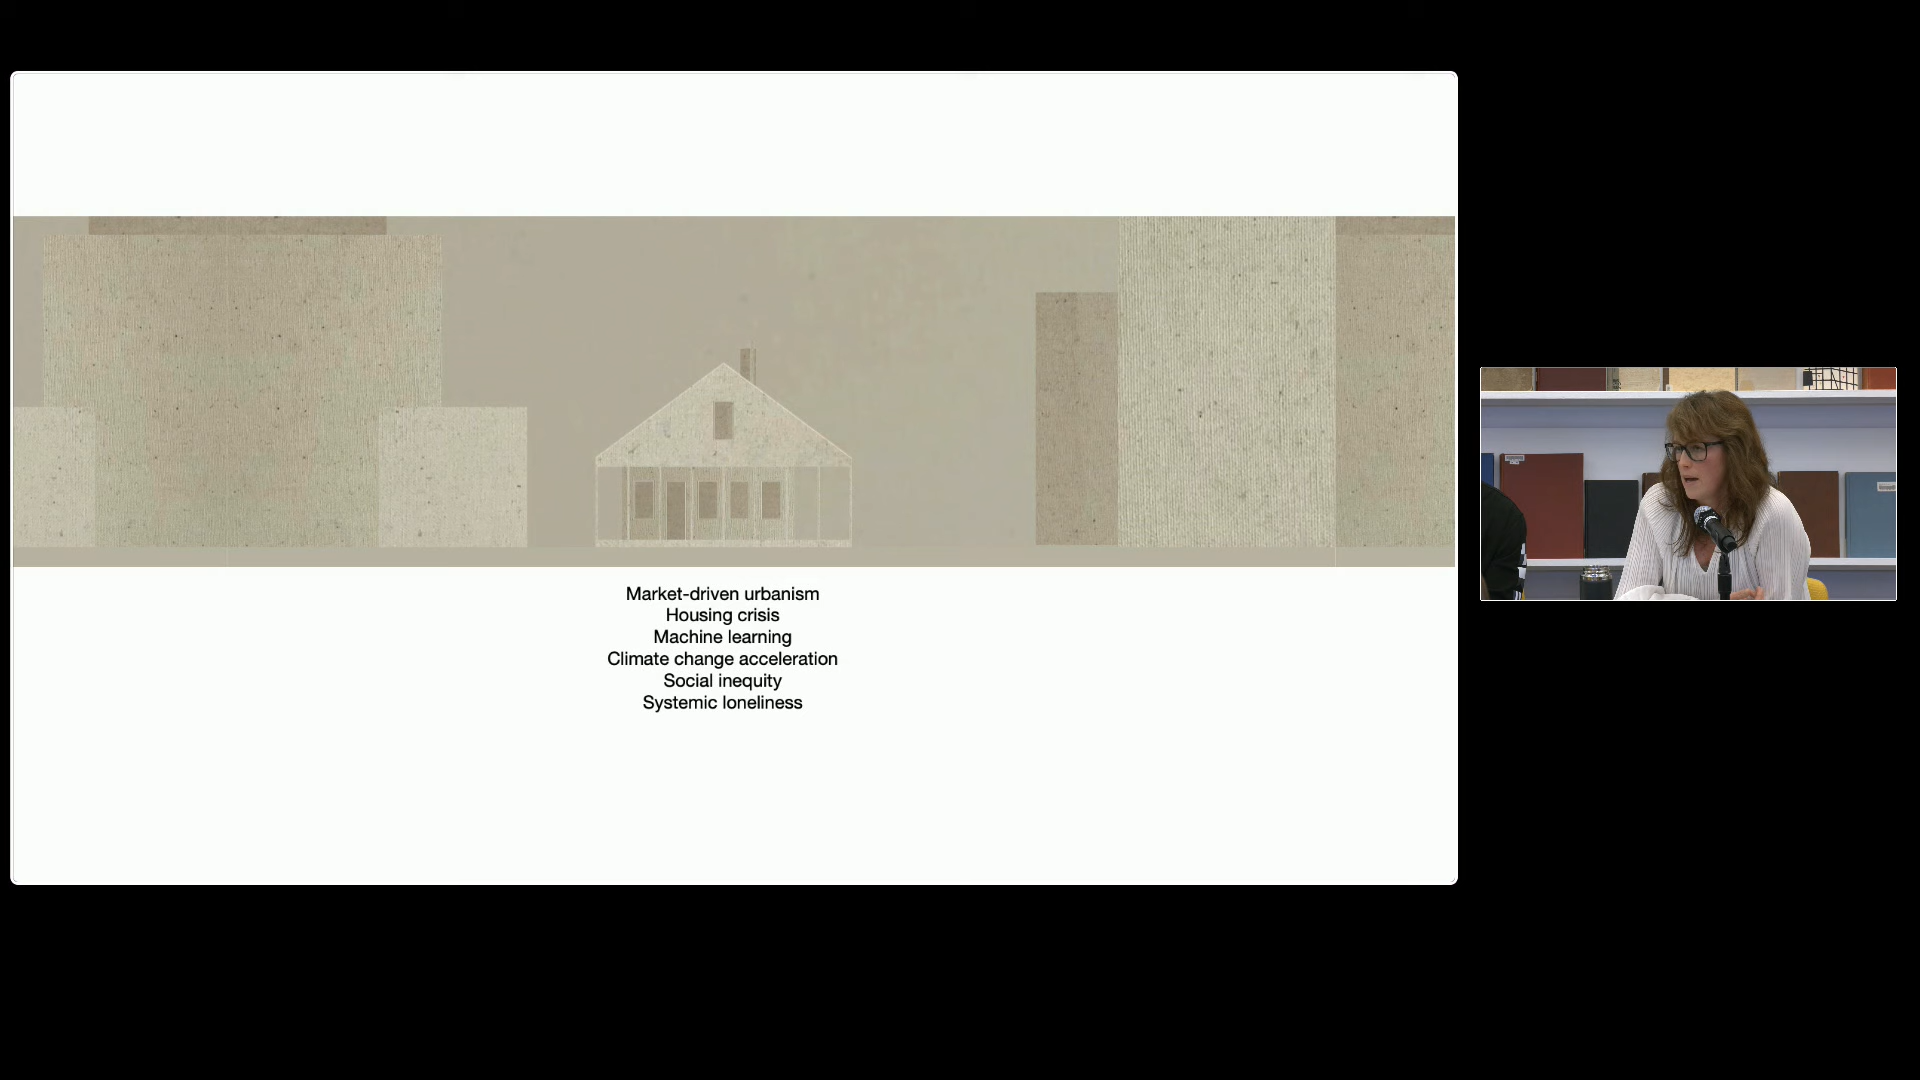 Market-driven urbanism
Housing crisis
Machine learning
Climate change acceleration
Social inequity
Systemic loneliness